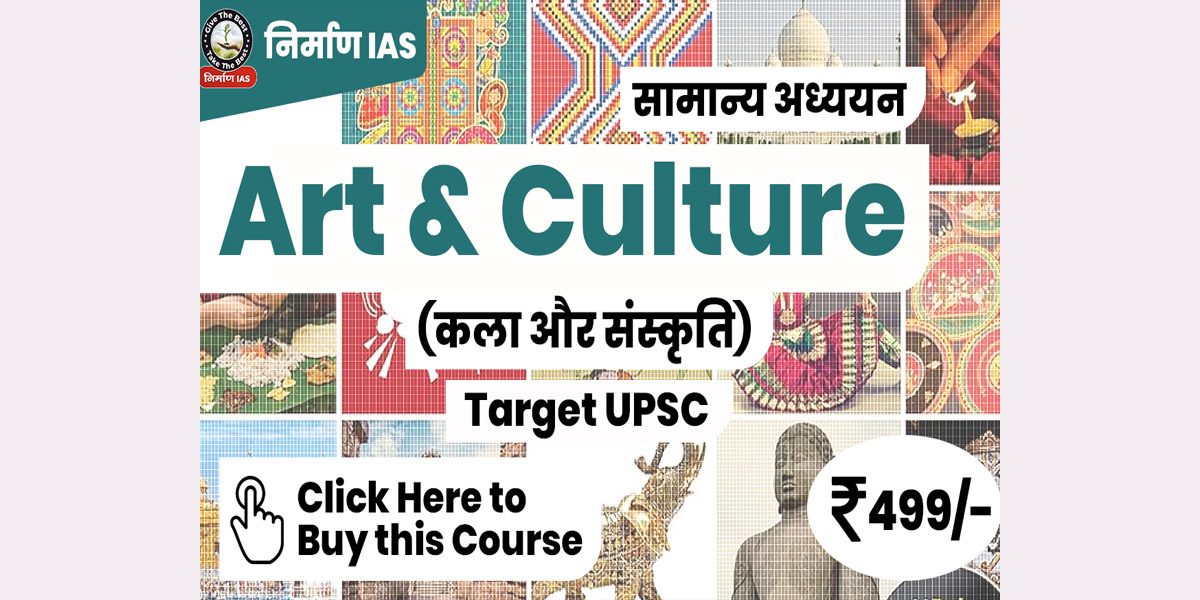 Give The Best
Take The Best
निर्माण IAS
निर्माण IAS
सामान्य अध्ययन
Art & Culture
(कला और संस्कृति)
Target UPSC
Click Here to
Buy this Course
₹499/-